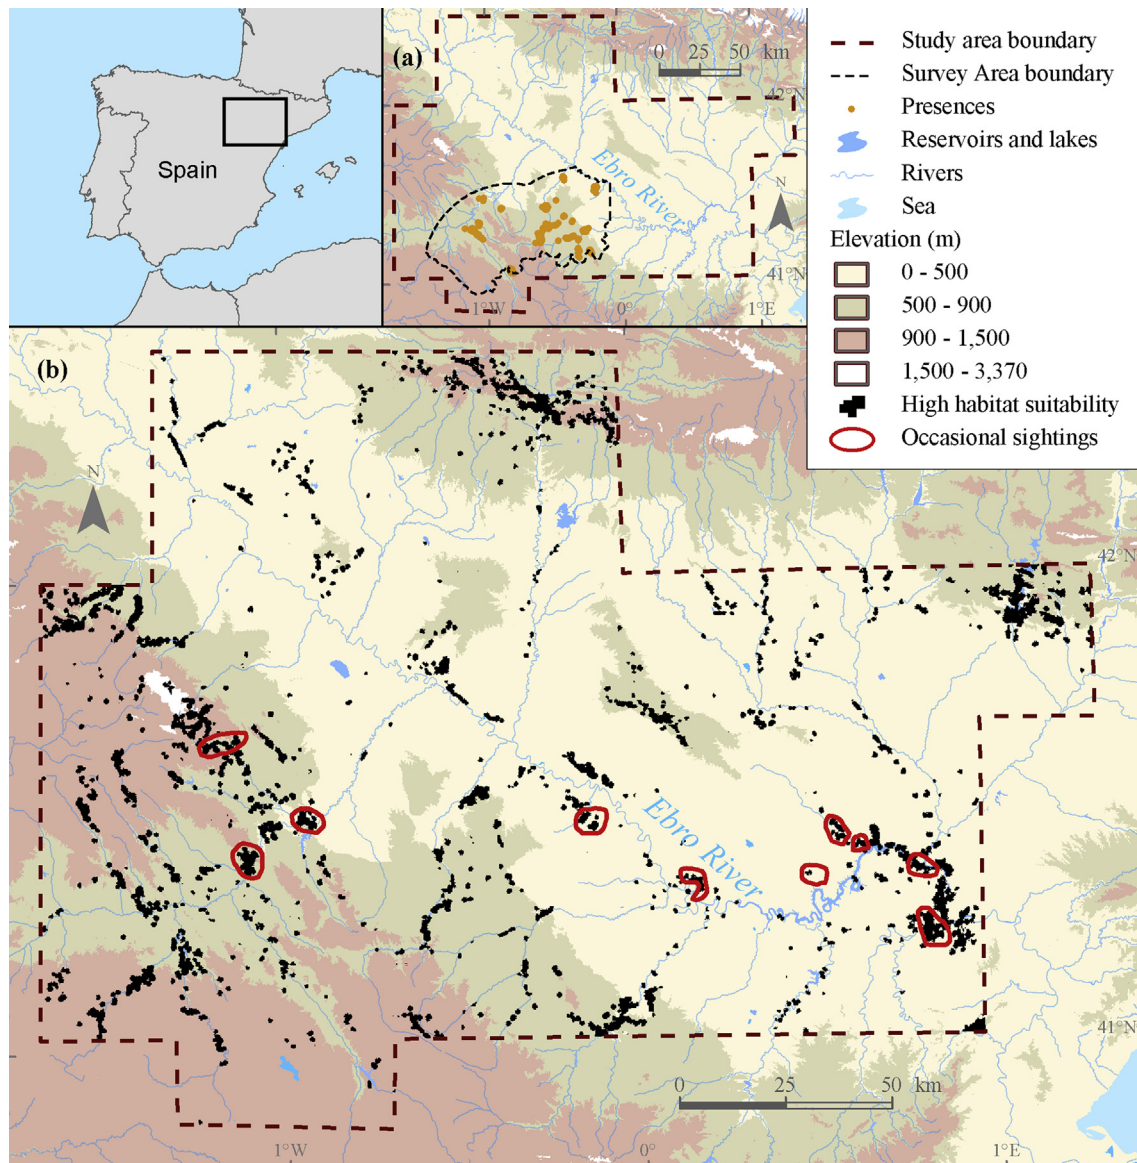 Spain
(a)
0 25 50 km
42°N
Ebro River
N
41°N
1°W 0° 1°E
Study area boundary
Survey Area boundary
Presences
Reservoirs and lakes
Rivers
Sea
Elevation (m)
0 - 500
500 - 900
900 - 1,500
1,500 - 3,370
High habitat suitability
Occasional sightings
(b)
N
42°N
Ebro River
41°N
0 25 50 km
1°W 0° 1°E